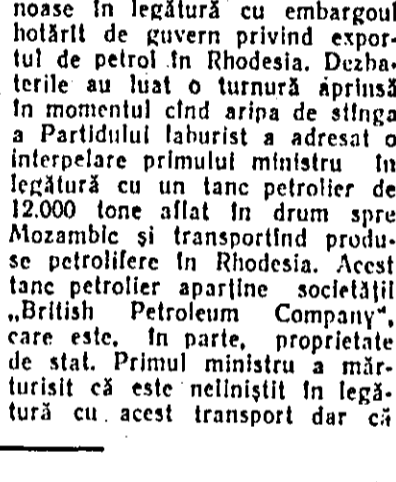 noase în legătură cu embargoul
hotărît de guvern privind expor-
tul de petrol în Rhodesia. Dezba-
terile au luat o turnură aprinsă
în momentul cînd aripa de stînga
a Partidului laburist a adresat o
interpelare primului ministru în
legătură cu un tanc petrolier de
12.000 tone aflat în drum spre
Mozambic și transportînd produ-
se petrolifere în Rhodesia. Acest
tanc petrolier aparține societății
„British Petroleum Company“,
care este, în parte, proprietate
de stat. Primul ministru a măr-
turisit că este neliniștit în legă-
tură cu acest transport dar că